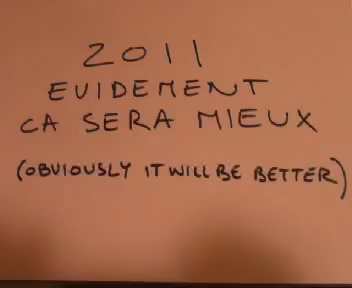 2011
EVIDEMENT
CA SERA MIEUX
(OBVIOUSLY IT WILL BE BETTER)